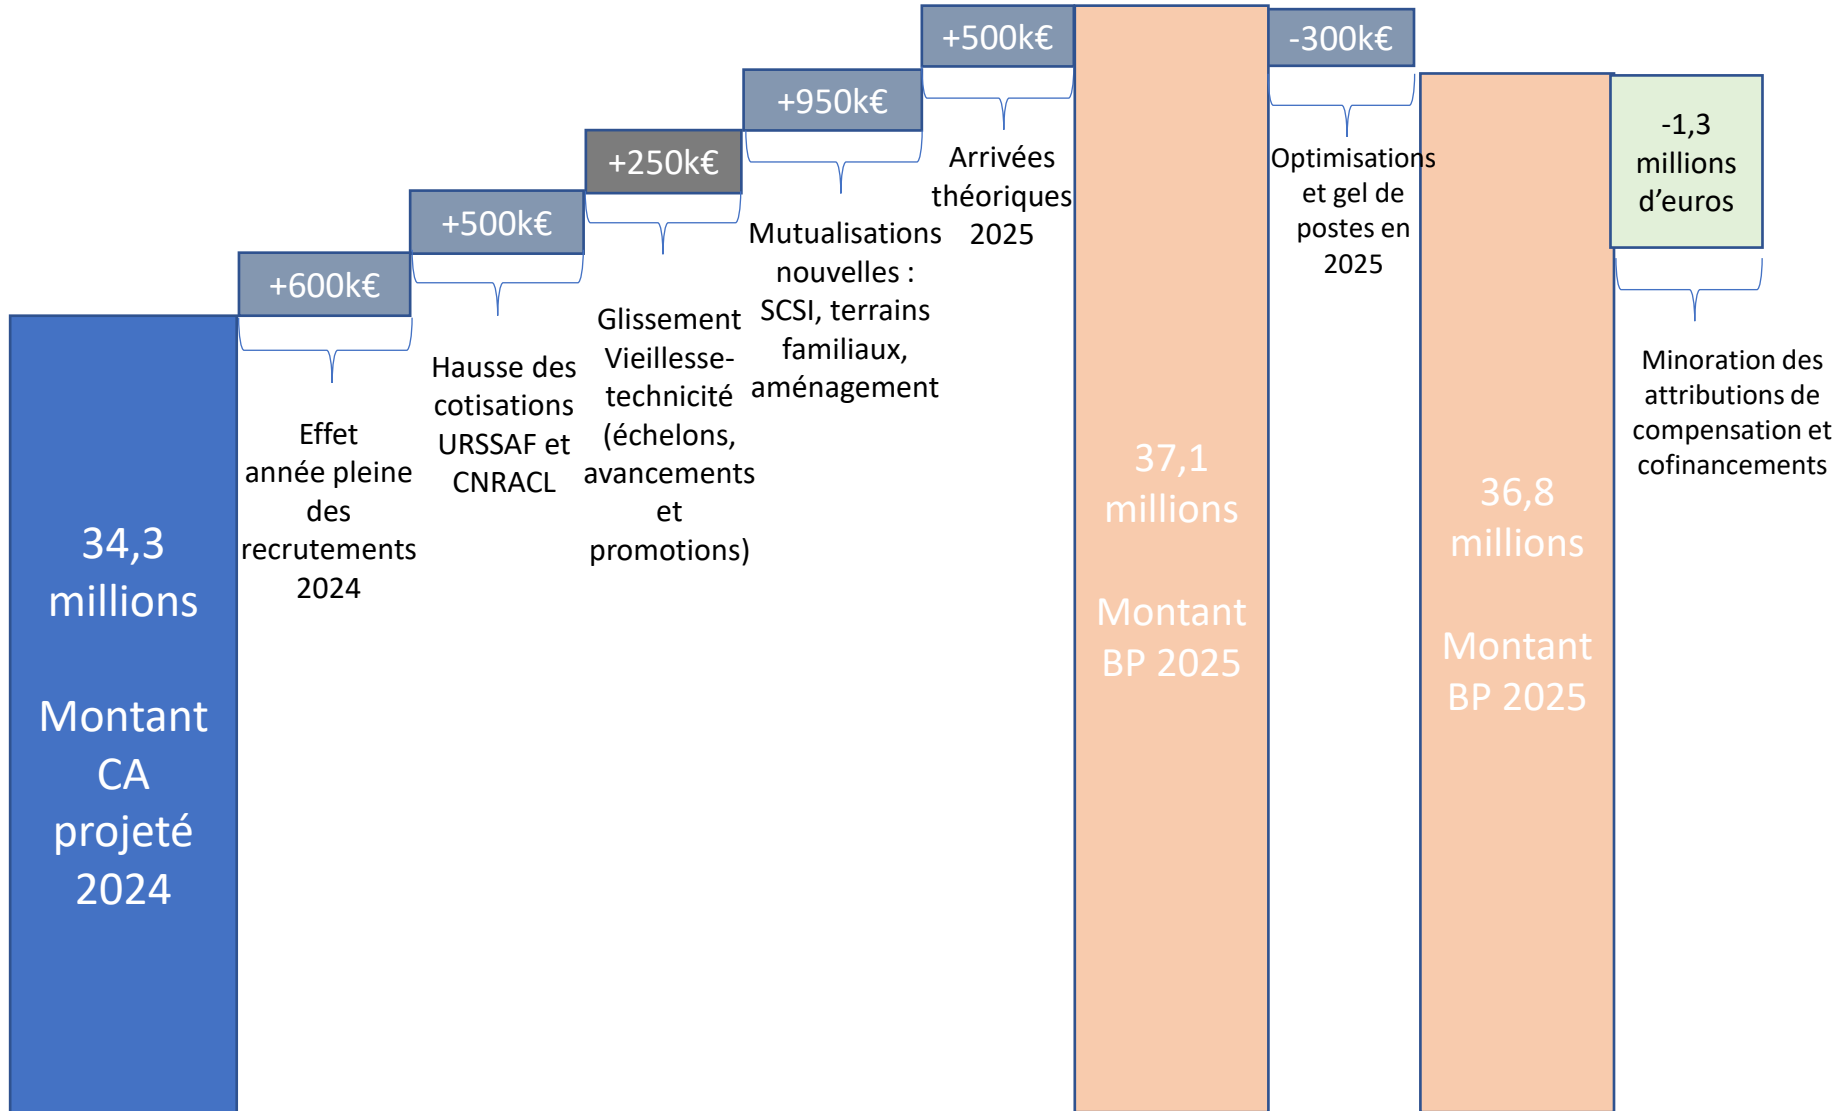 34,3
millions
Montant
CA
projeté
2024
+600k€
Effet
année pleine
des
recrutements
2024
+500k€
Hausse des
cotisations
URSSAF et
CNRACL
+250k€
Glissement
Vieillesse-
technicité
(échelons,
avancements
et
promotions)
+950k€
Mutualisations
nouvelles :
SCSI, terrains
familiaux,
aménagement
+500k€
Arrivées
théoriques
2025
37,1
millions
Montant
BP 2025
-300k€
Optimisations
et gel de
postes en
2025
36,8
millions
Montant
BP 2025
-1,3
millions
d’euros
Minoration des
attributions de
compensation et
cofinancements